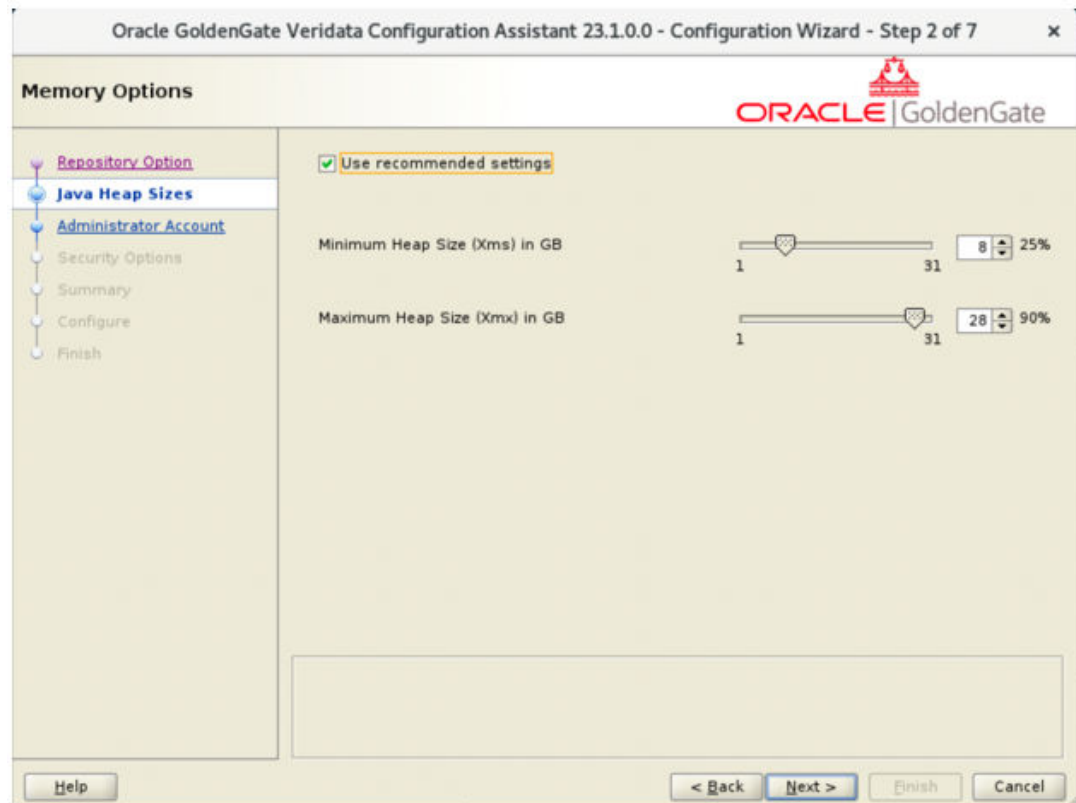 Oracle GoldenGate Veridata Configuration Assistant 23.1.0.0 - Configuration Wizard - Step 2 of 7 ×
Memory Options
ORACLE | GoldenGate
Repository Option
Java Heap Sizes
Administrator Account
Security Options
Summary
Configure
Finish
Use recommended settings
Minimum Heap Size (Xms) in GB
1 31
8 25%
Maximum Heap Size (Xmx) in GB
1 31
28 90%
Help
< Back Next > Finish Cancel